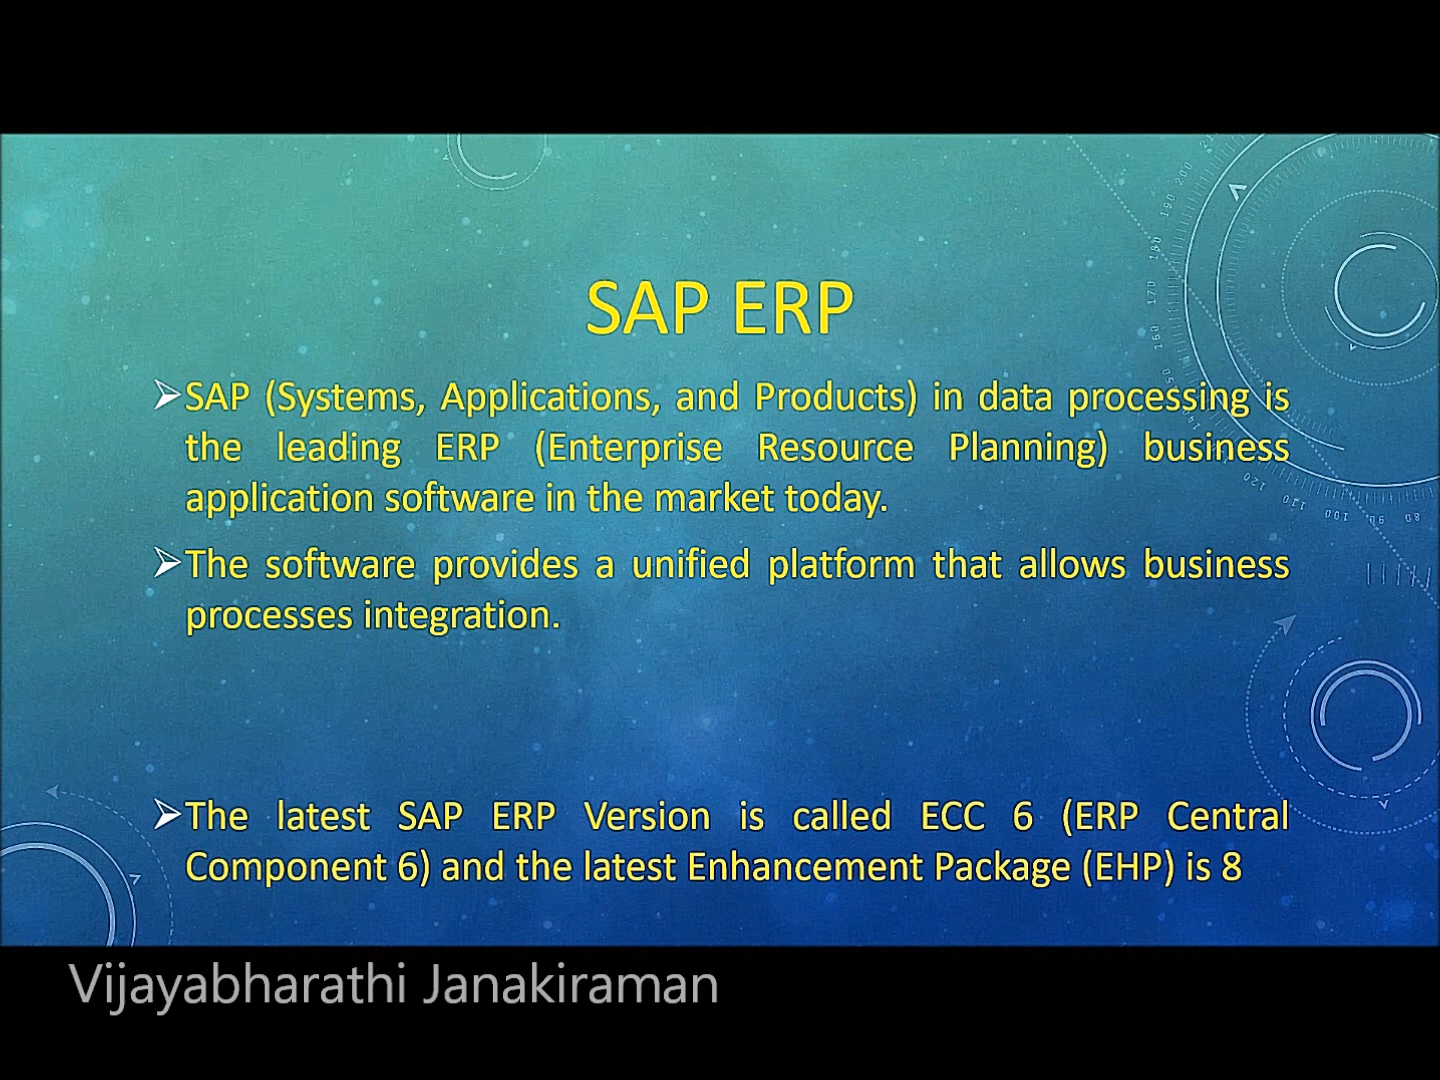 SAP ERP
➢SAP (Systems, Applications, and Products) in data processing is
the leading ERP (Enterprise Resource Planning) business
application software in the market today.
➢The software provides a unified platform that allows business
processes integration.
➢The latest SAP ERP Version is called ECC 6 (ERP Central
Component 6) and the latest Enhancement Package (EHP) is 8
Vijayabharathi Janakiraman